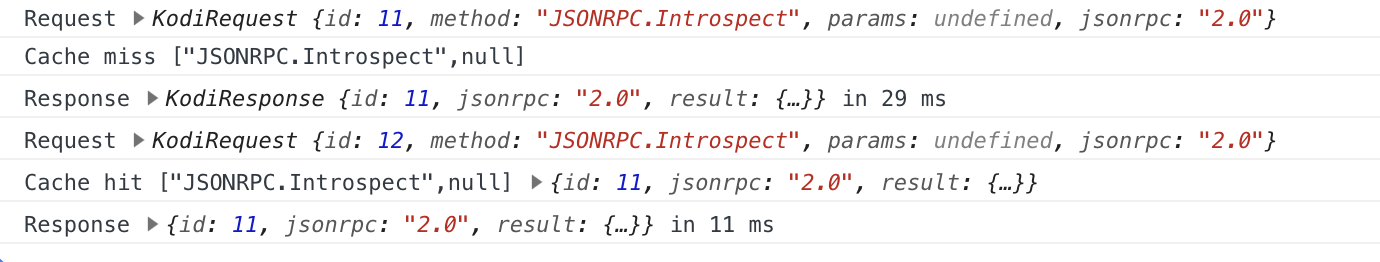 Request ▶KodiRequest {id: 11, method: "JSONRPC.Introspect", params: undefined, jsonrpc: "2.0"}
Cache miss ["JSONRPC.Introspect",null]
Response ▶KodiResponse {id: 11, jsonrpc: "2.0", result: {…}} in 29 ms
Request ▶KodiRequest {id: 12, method: "JSONRPC.Introspect", params: undefined, jsonrpc: "2.0"}
Cache hit ["JSONRPC.Introspect",null] ▶{id: 11, jsonrpc: "2.0", result: {…}}
Response ▶{id: 11, jsonrpc: "2.0", result: {…}} in 11 ms